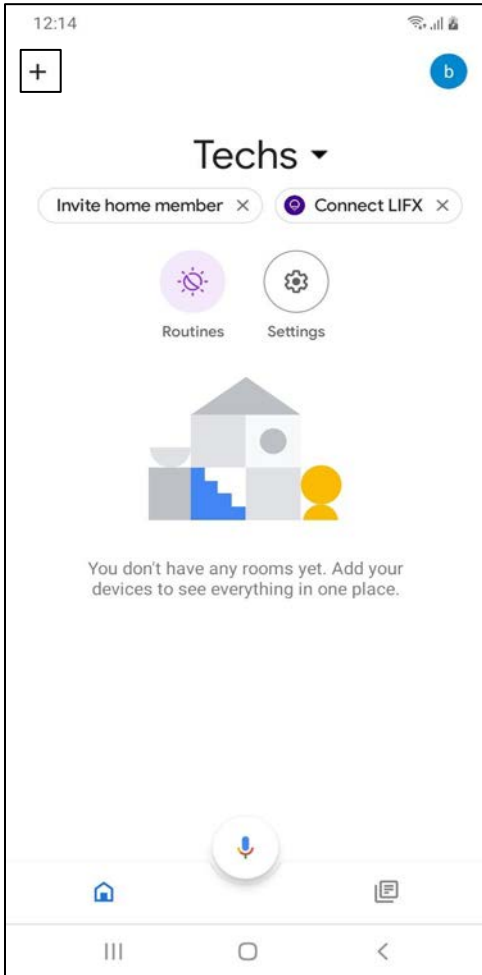 12:14
+
b
Techs
Invite home member
Connect LIFX
Routines
Settings
You don't have any rooms yet. Add your
devices to see everything in one place.